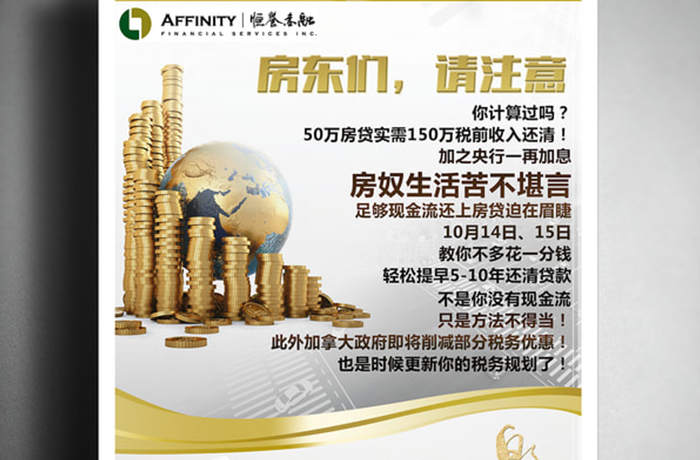 AFFINITY | 恒誉金融
FINANCIAL SERVICES INC.
房东们，请注意
你计算过吗？
50万房贷实需150万税前收入还清！
加之央行一再加息
房奴生活苦不堪言
足够现金流还上房贷迫在眉睫
10月14日、15日
教你不多花一分钱
轻松提早5-10年还清贷款
不是你没有现金流
只是方法不得当！
此外加拿大政府即将削减部分税务优惠！
也是时候更新你的税务规划了！